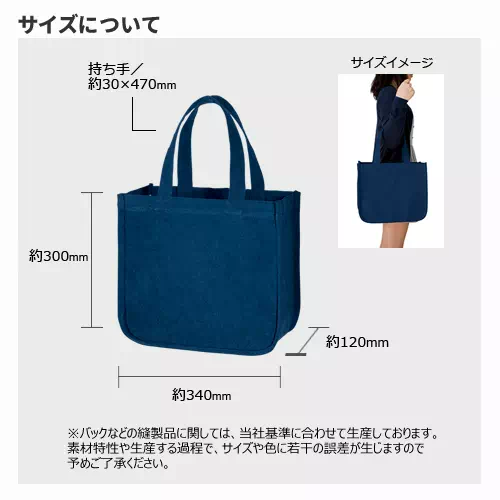 サイズについて
持ち手／
約30×470mm
サイズイメージ
約300mm
約120mm
約340mm
※バックなどの縫製品に関しては、当社基準に合わせて生産しております。
素材特性や生産する過程で、サイズや色に若干の誤差が生じますので
予めご了承ください。